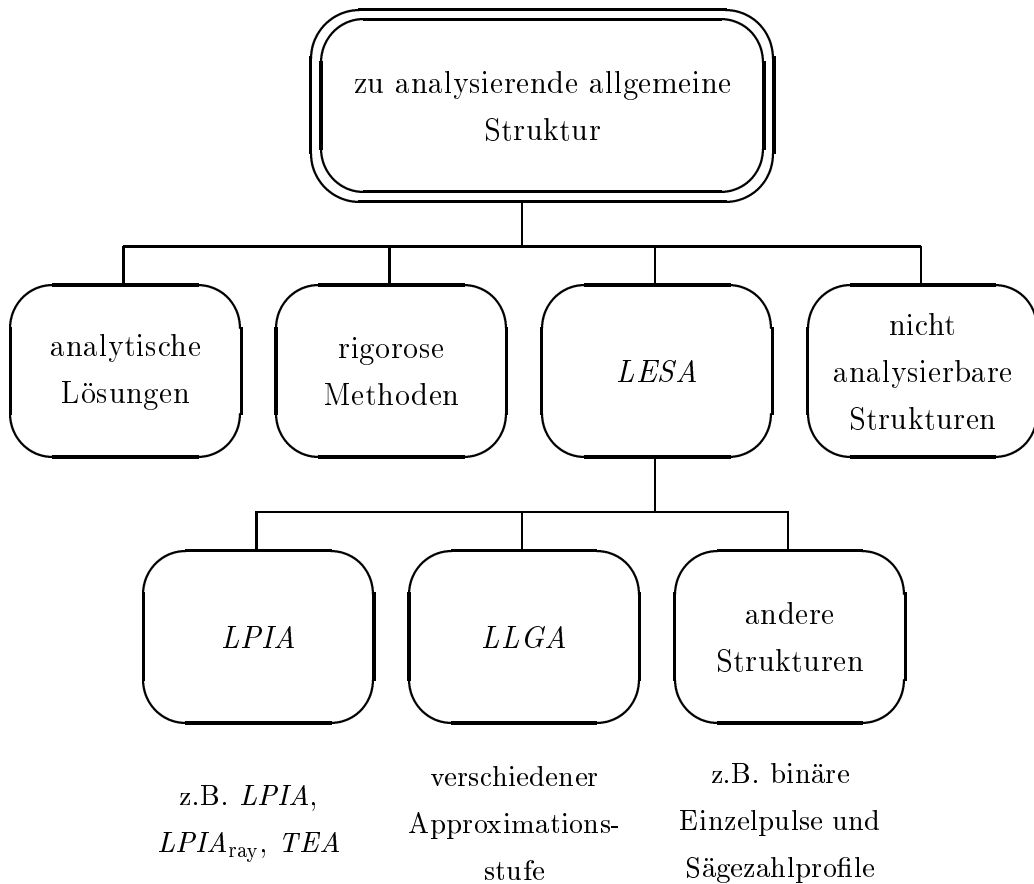 zu analysierende allgemeine
Struktur
analytische
Lösungen
rigorose
Methoden
LESA
nicht
analysierbare
Strukturen
LPIA
LLGA
andere
Strukturen
z.B. LPIA,
LPIA_ray, TEA
verschiedener
Approximations-
stufe
z.B. binäre
Einzelpulse und
Sägezahlprofile